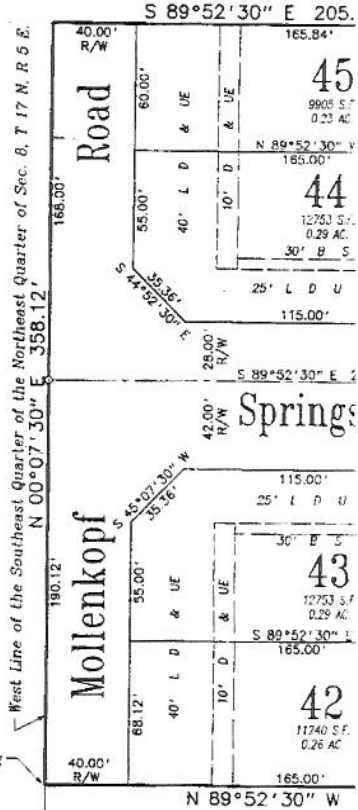 S 89°52'30" E 205.
40.00'
R/W
165.84'
Road
60.00'
40' L D & UE
10' D & UE
45
9905 S.F.
0.23 AC.
N 89°52'30" W
165.00'
44
12753 S.F.
0.29 AC.
55.00'
30' B S
25' L D U
35.36'
S 44°52'30" E
115.00'
168.00'
28.00'
R/W
S 89°52'30" E 2
West Line of the Southeast Quarter of the Northeast Quarter of Sec. 8, T 17 N, R 5 E.
N 00°07'30" E 358.12'
42.00'
R/W
Springs
S 45°07'30" W
35.36'
115.00'
25' L D U
30' B S
Mollenkopf
190.12'
55.00'
40' L D & UE
10' D & UE
43
12753 S.F.
0.29 AC.
S 89°52'30" E
165.00'
42
11240 S.F.
0.26 AC.
68.12'
40.00'
R/W
165.00'
N 89°52'30" W